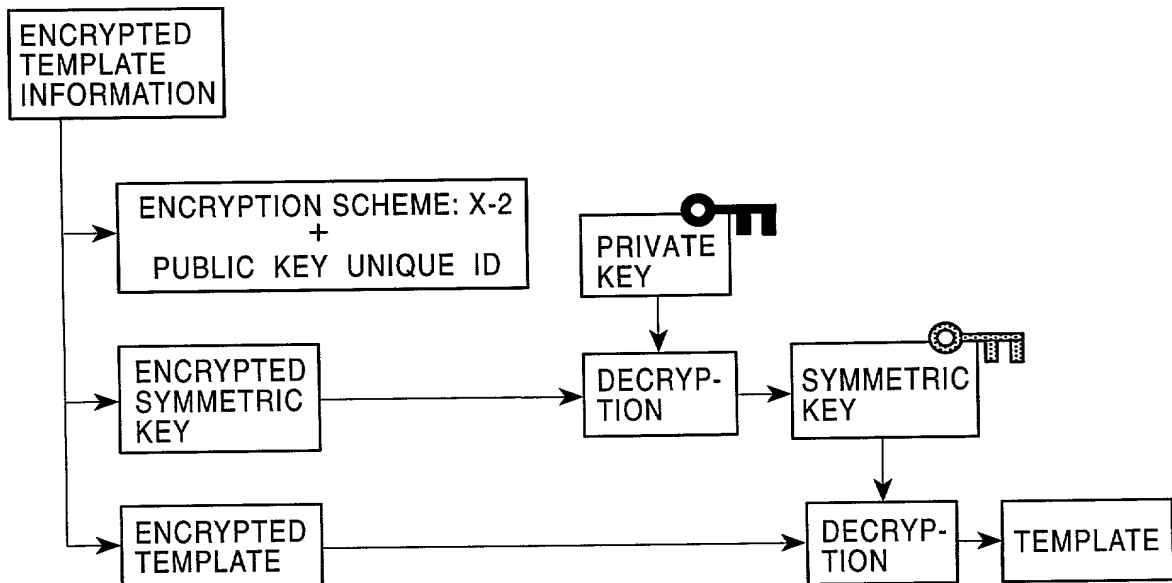 ENCRYPTED
TEMPLATE
INFORMATION
ENCRYPTION SCHEME: X-2
+
PUBLIC KEY UNIQUE ID
PRIVATE
KEY
ENCRYPTED
SYMMETRIC
KEY
DECRYP-
TION
SYMMETRIC
KEY
ENCRYPTED
TEMPLATE
DECRYP-
TION
TEMPLATE